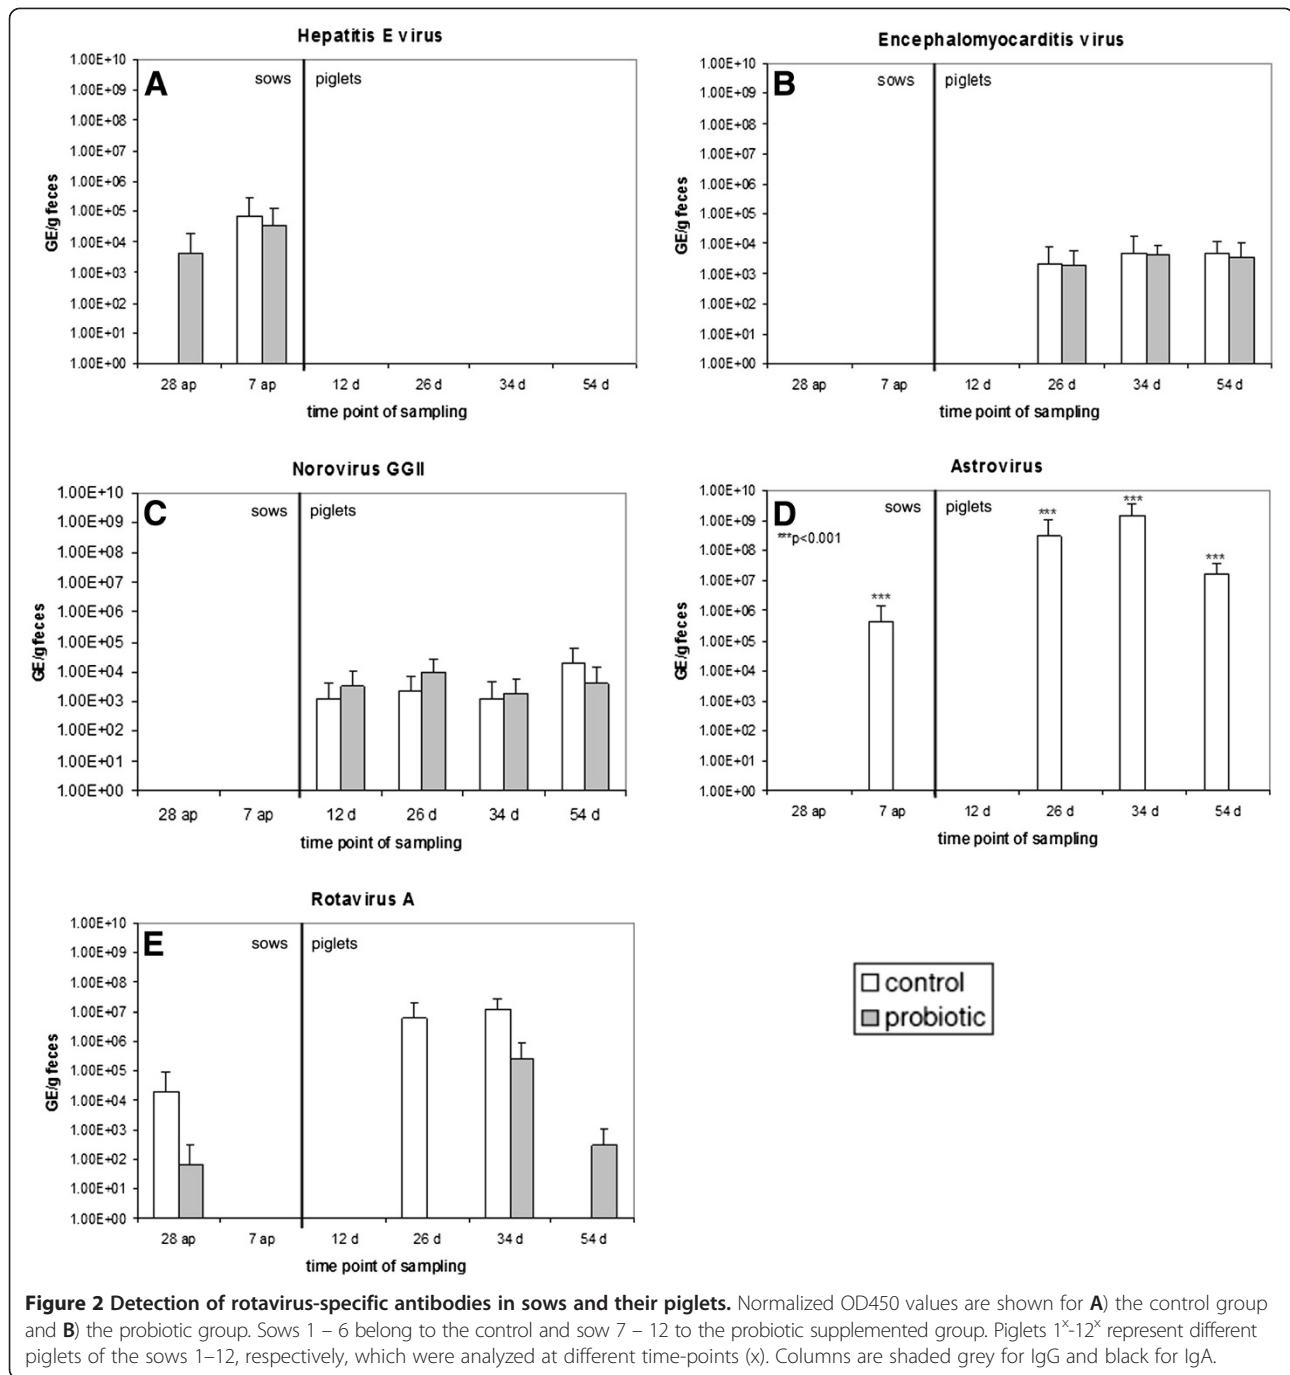 Hepatitis E virus
A
sows
piglets
GE/g feces
1.00E+10
1.00E+09
1.00E+08
1.00E+07
1.00E+06
1.00E+05
1.00E+04
1.00E+03
1.00E+02
1.00E+01
1.00E+00
28 ap 7 ap 12 d 26 d 34 d 54 d
time point of sampling
Encephalomyocarditis virus
B
sows
piglets
GE/g feces
1.00E+10
1.00E+09
1.00E+08
1.00E+07
1.00E+06
1.00E+05
1.00E+04
1.00E+03
1.00E+02
1.00E+01
1.00E+00
28 ap 7 ap 12 d 26 d 34 d 54 d
time point of sampling
Norovirus GGII
C
sows
piglets
GE/g feces
1.00E+10
1.00E+09
1.00E+08
1.00E+07
1.00E+06
1.00E+05
1.00E+04
1.00E+03
1.00E+02
1.00E+01
1.00E+00
28 ap 7 ap 12 d 26 d 34 d 54 d
time point of sampling
Astrovirus
D
***p<0.001
sows
piglets
*** *** *** ***
GE/g feces
1.00E+10
1.00E+09
1.00E+08
1.00E+07
1.00E+06
1.00E+05
1.00E+04
1.00E+03
1.00E+02
1.00E+01
1.00E+00
28 ap 7 ap 12 d 26 d 34 d 54 d
time point of sampling
Rotavirus A
E
sows
piglets
GE/g feces
1.00E+10
1.00E+09
1.00E+08
1.00E+07
1.00E+06
1.00E+05
1.00E+04
1.00E+03
1.00E+02
1.00E+01
1.00E+00
28 ap 7 ap 12 d 26 d 34 d 54 d
time point of sampling
control
probiotic
Figure 2 Detection of rotavirus-specific antibodies in sows and their piglets. Normalized OD450 values are shown for A) the control group
and B) the probiotic group. Sows 1 – 6 belong to the control and sow 7 – 12 to the probiotic supplemented group. Piglets 1ˣ-12ˣ represent different
piglets of the sows 1–12, respectively, which were analyzed at different time-points (x). Columns are shaded grey for IgG and black for IgA.